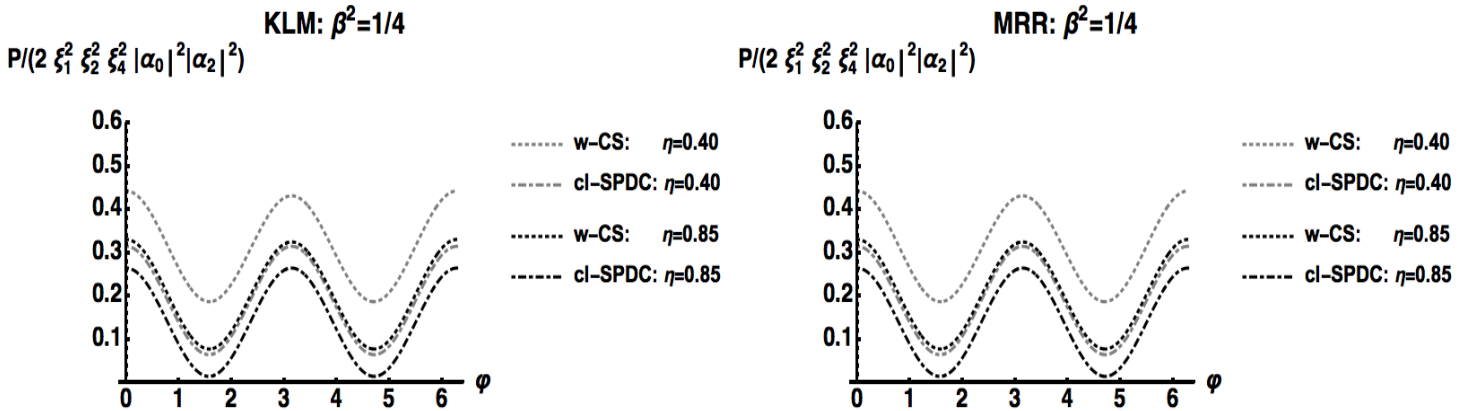 KLM: β²=1/4
P/(2 ξ₁² ξ₂² ξ₄² |α₀|²|α₂|²)
0.6
0.5
0.4
0.3
0.2
0.1
0 1 2 3 4 5 6 φ
w-CS: η=0.40
cl-SPDC: η=0.40
w-CS: η=0.85
cl-SPDC: η=0.85
MRR: β²=1/4
P/(2 ξ₁² ξ₂² ξ₄² |α₀|²|α₂|²)
0.6
0.5
0.4
0.3
0.2
0.1
0 1 2 3 4 5 6 φ
w-CS: η=0.40
cl-SPDC: η=0.40
w-CS: η=0.85
cl-SPDC: η=0.85